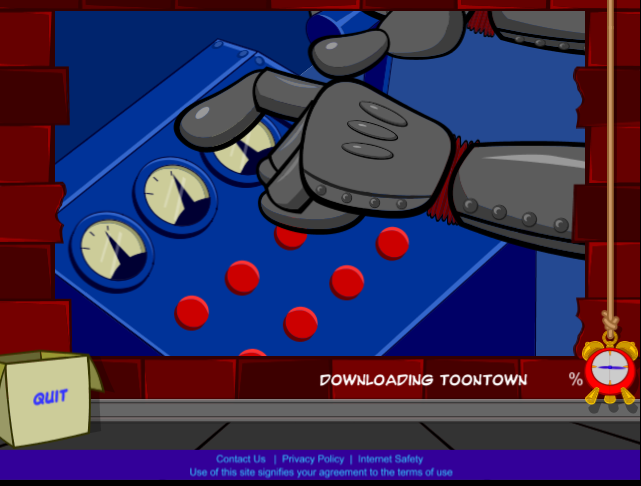 DOWNLOADING TOONTOWN %
QUIT
Contact Us | Privacy Policy | Internet Safety
Use of this site signifies your agreement to the terms of use